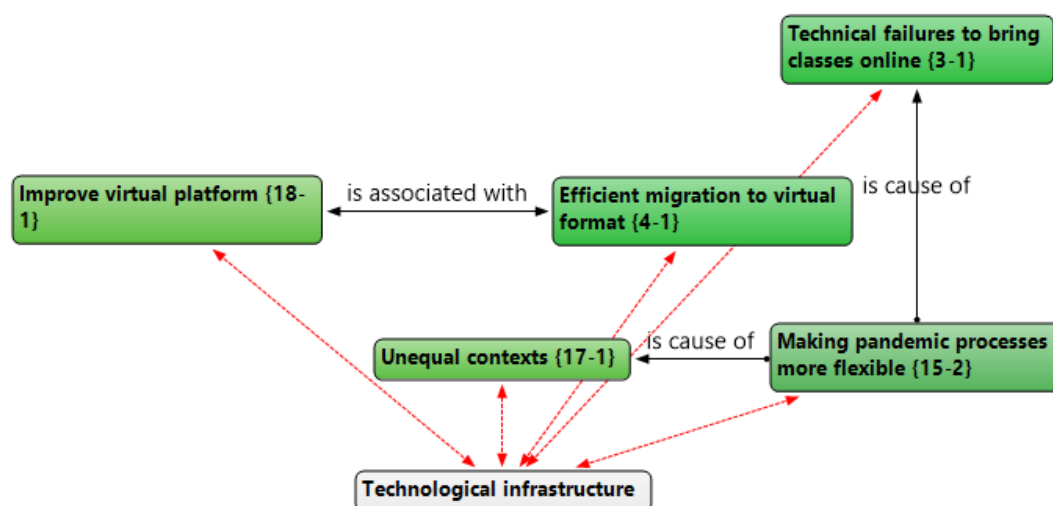 Technical failures to bring
classes online {3-1}
Improve virtual platform {18-
1}
is associated with
Efficient migration to virtual
format {4-1}
is cause of
Unequal contexts {17-1}
is cause of
Making pandemic processes
more flexible {15-2}
Technological infrastructure